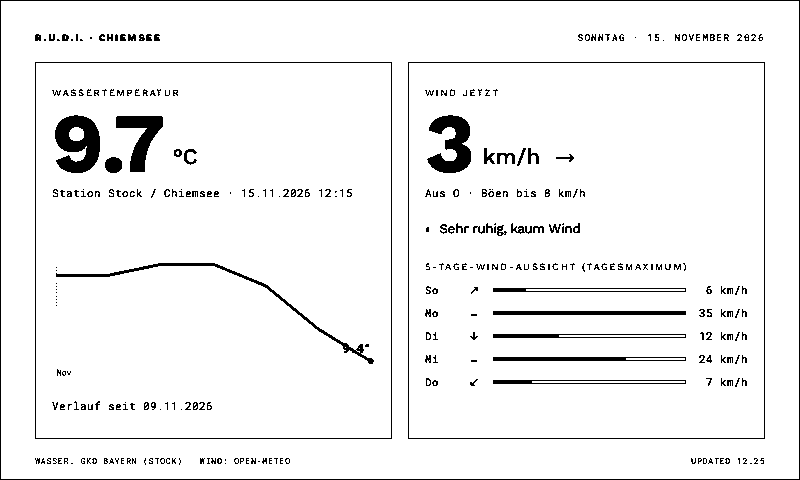 R.U.D.I. · CHIEMSEE
SONNTAG · 15. NOVEMBER 2026
WASSERTEMPERATUR
9.7 °C
Station Stock / Chiemsee · 15.11.2026 12:15
9.4°
Nov
Verlauf seit 09.11.2026
WIND JETZT
3 km/h →
Aus O · Böen bis 8 km/h
Sehr ruhig, kaum Wind
5-TAGE-WIND-AUSSICHT (TAGESMAXIMUM)
So ↗ 6 km/h
Mo – 35 km/h
Di ↓ 12 km/h
Mi – 24 km/h
Do ↙ 7 km/h
WASSER: GKD BAYERN (STOCK) WIND: OPEN-METEO
UPDATED 12:25